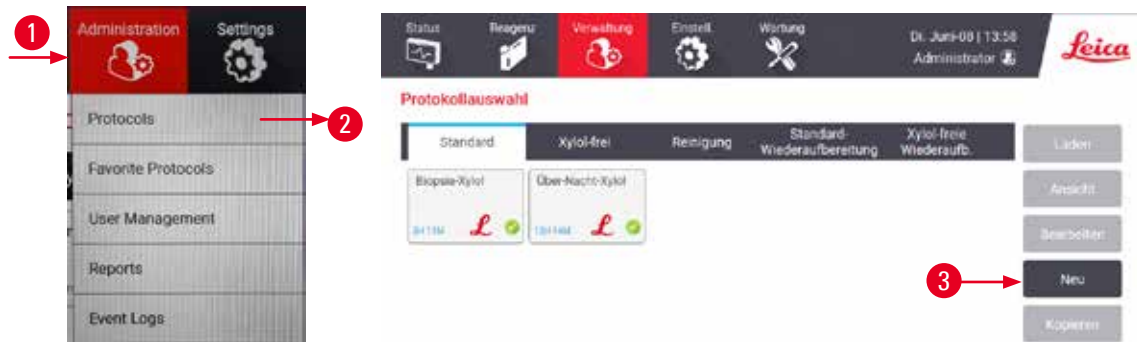 1
Administration
Settings
Protocols
2
Favorite Protocols
User Management
Reports
Event Logs
Status
Reagenz
Verwaltung
Einstell.
Wartung
Di. Juni-08 | 13:58
Administrator
Leica
Protokollauswahl
Standard
Xylol-frei
Reinigung
Standard-
Wiederaufbereitung
Xylol-freie
Wiederaufb.
Biopsie-Xylol
Über-Nacht-Xylol
Laden
Ansicht
Bearbeiten
3
Neu
Kopieren